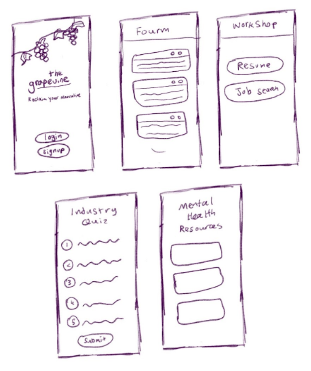 the
grapevine
Reclaim your narrative
login
signup
Fourm
Workshop
Resume
Job search
Industry
Quiz
1
2
3
4
5
Submit
Mental
Health
Resources